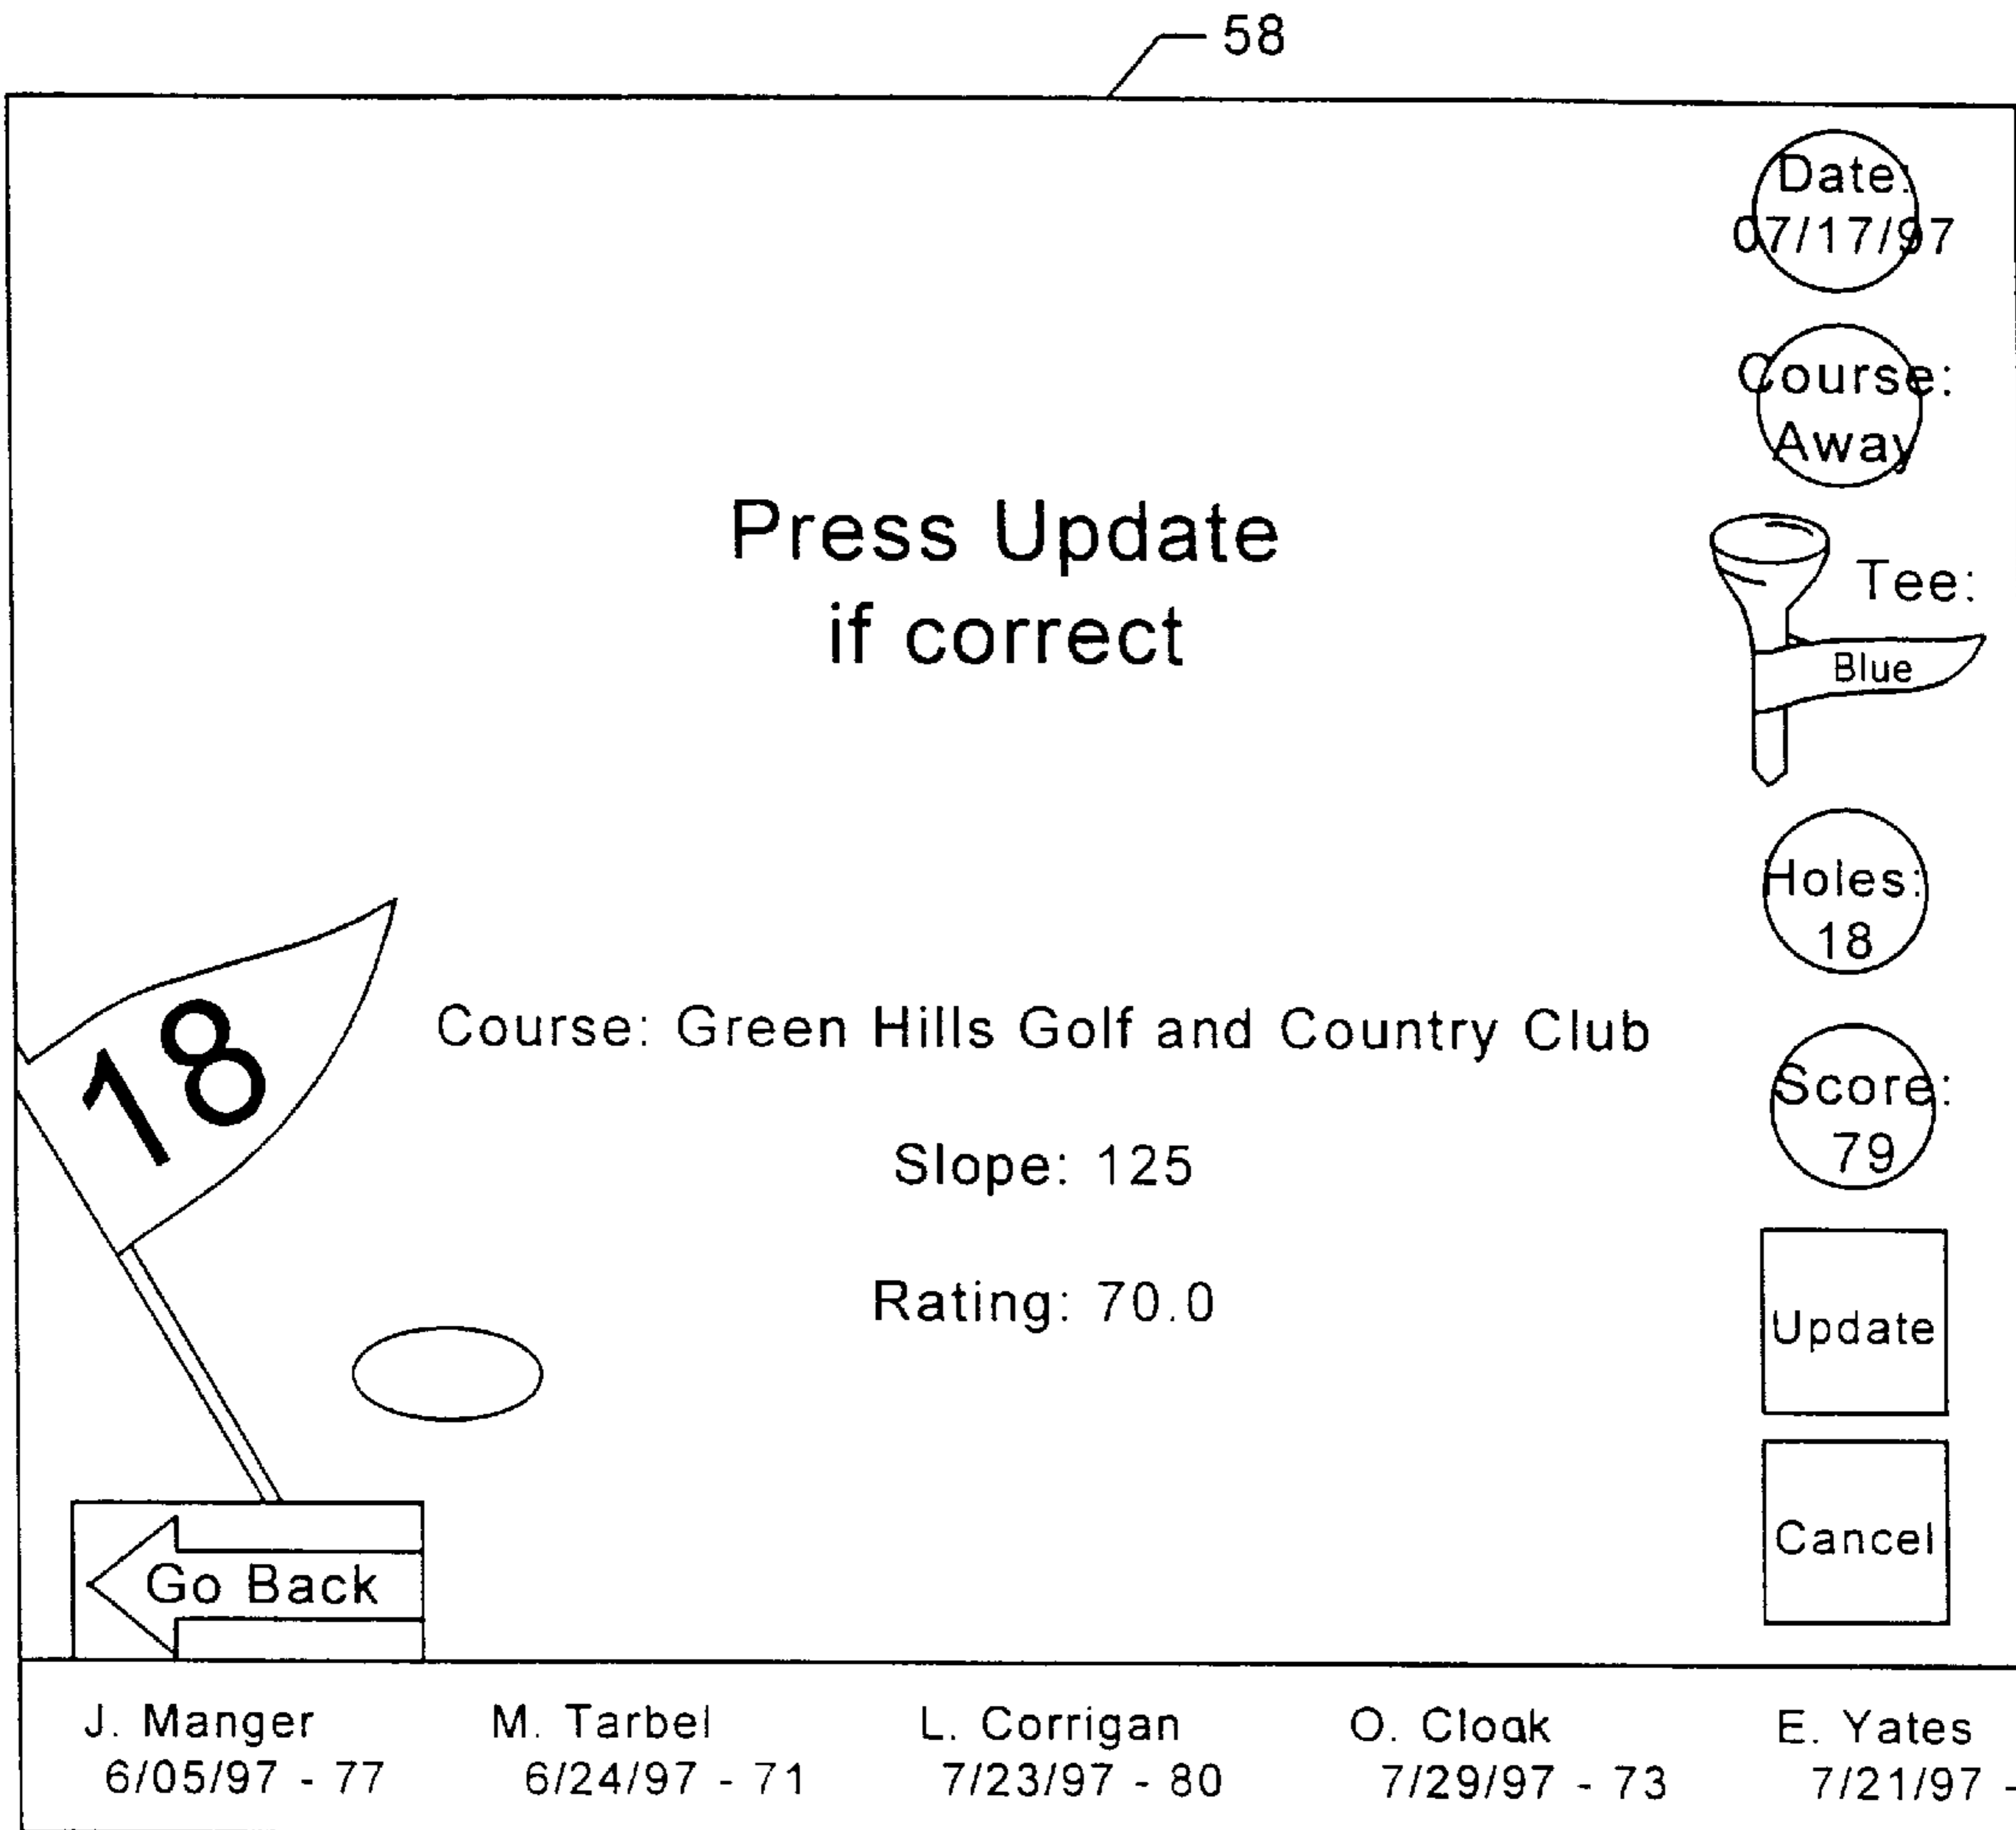 58
Date:
07/17/97
Course:
Away
Press Update
if correct
Tee:
Blue
Holes:
18
18
Course: Green Hills Golf and Country Club
Score:
79
Slope: 125
Rating: 70.0
Update
Cancel
Go Back
J. Manger M. Tarbel L. Corrigan O. Cloak E. Yates
6/05/97 - 77 6/24/97 - 71 7/23/97 - 80 7/29/97 - 73 7/21/97 -